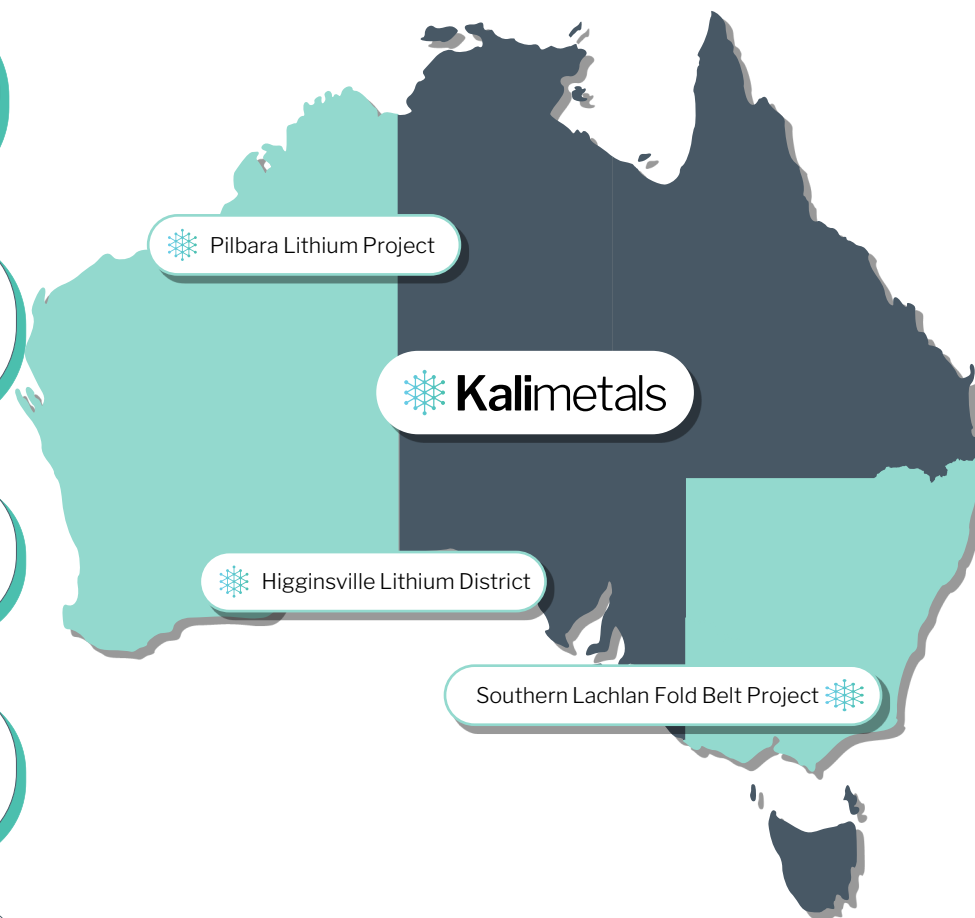 Pilbara Lithium Project
Kalimetals
Higginsville Lithium District
Southern Lachlan Fold Belt Project